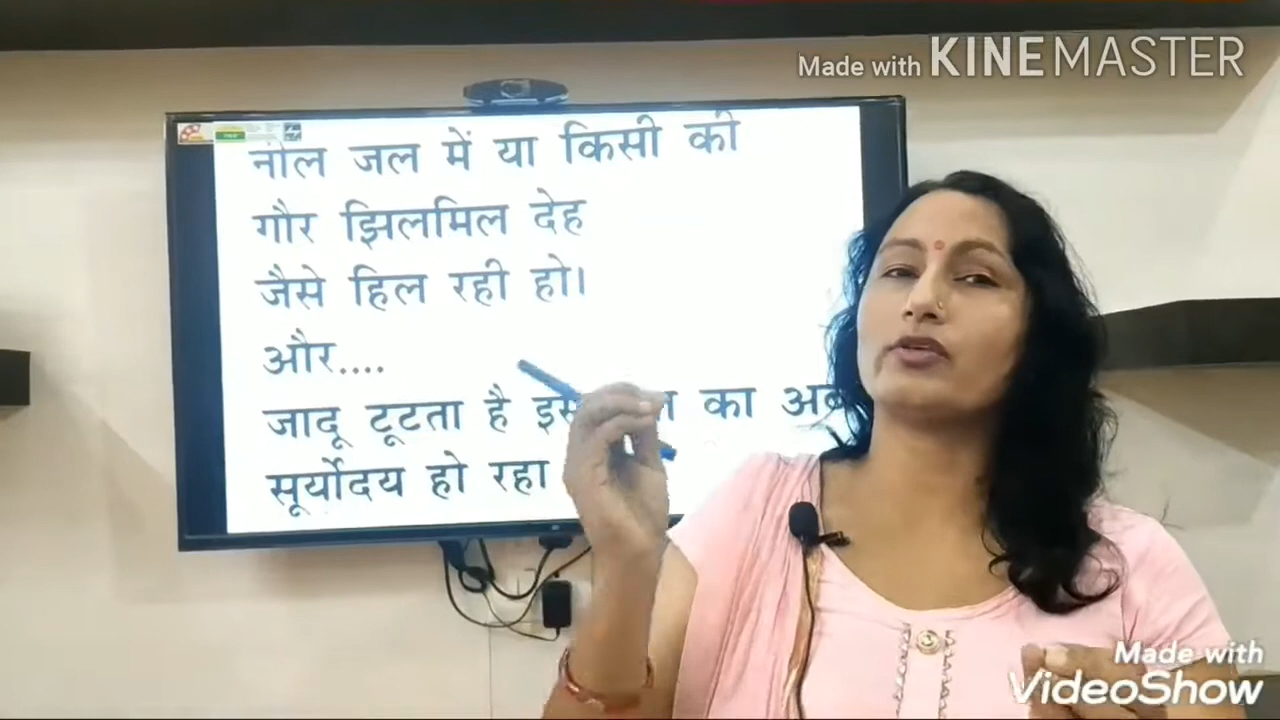 Made with KINEMASTER
नील जल में या किसी की
गौर झिलमिल देह
जैसे हिल रही हो।
और....
जादू टूटता है का
सूर्योदय हो रहा
Made with
VideoShow